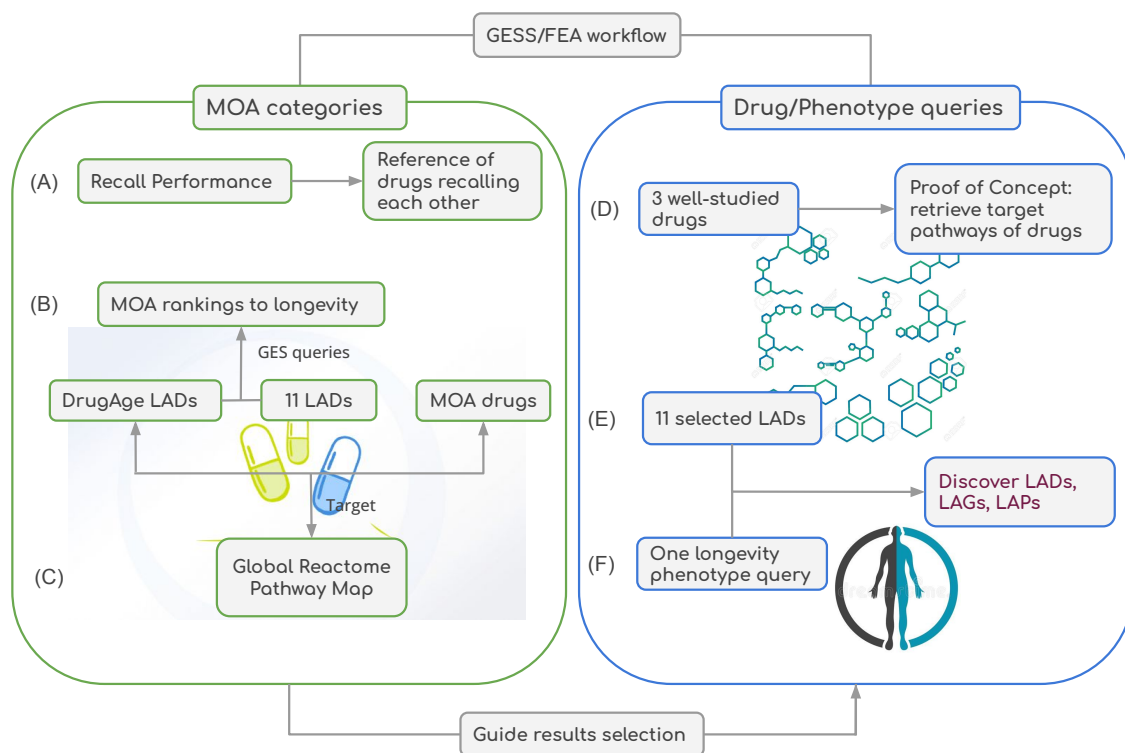 GESS/FEA workflow
MOA categories
(A)
Recall Performance
Reference of
drugs recalling
each other
(B)
MOA rankings to longevity
GES queries
DrugAge LADs
11 LADs
MOA drugs
Target
(C)
Global Reactome
Pathway Map
Drug/Phenotype queries
(D)
3 well-studied
drugs
Proof of Concept:
retrieve target
pathways of drugs
(E)
11 selected LADs
Discover LADs,
LAGs, LAPs
(F)
One longevity
phenotype query
Guide results selection